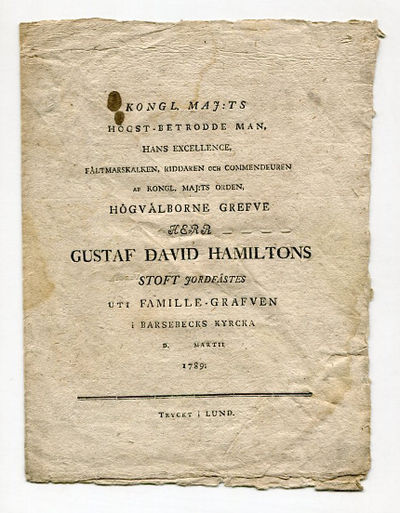 KONGL. MAJ:TS
HÖGST-BETRODDE MAN,
HANS EXCELLENCE,
FÄLTMARSKALKEN, RIDDAREN OCH COMMENDEUREN
AF KONGL. MAJ:TS ORDEN,
HÖGVÄLBORNE GREFVE
HERR
GUSTAF DAVID HAMILTONS
STOFT JORDFÄSTES
UTI FAMILLE-GRAFVEN
I BARSEBECKS KYRCKA
D. MARTII
1789:
TRYCKT I LUND.